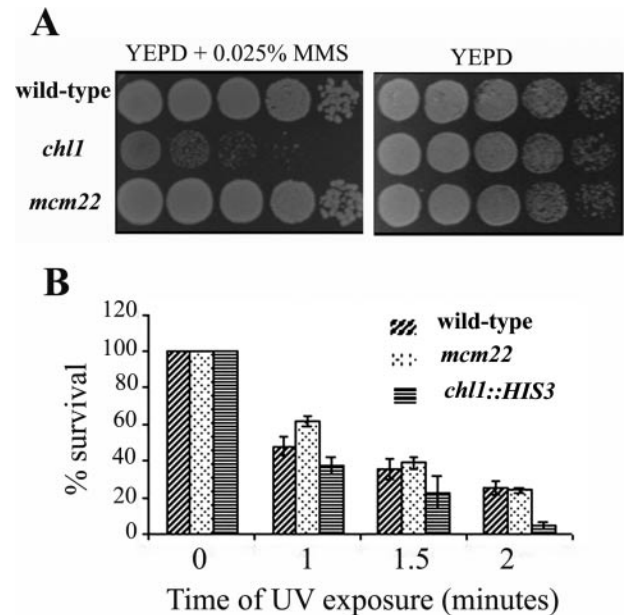 A
YEPD + 0.025% MMS
YEPD
wild-type
chl1
mcm22
B
120
100
80
60
40
20
0
% survival
wild-type
mcm22
chl1::HIS3
0 1 1.5 2
Time of UV exposure (minutes)